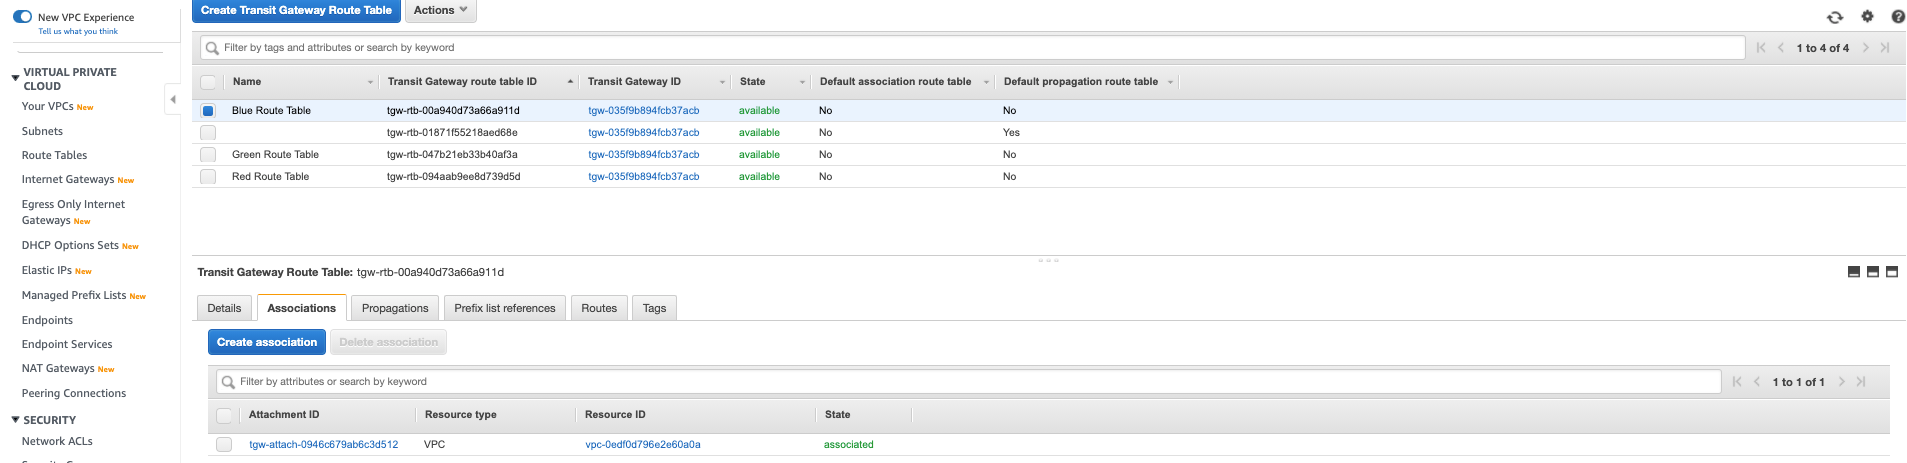 New VPC Experience
Tell us what you think
VIRTUAL PRIVATE
CLOUD
Your VPCs New
Subnets
Route Tables
Internet Gateways New
Egress Only Internet
Gateways New
DHCP Options Sets New
Elastic IPs New
Managed Prefix Lists New
Endpoints
Endpoint Services
NAT Gateways New
Peering Connections
SECURITY
Network ACLs
Create Transit Gateway Route Table Actions
Filter by tags and attributes or search by keyword 1 to 4 of 4
Name Transit Gateway route table ID Transit Gateway ID State Default association route table Default propagation route table
Blue Route Table tgw-rtb-00a940d73a66a911d tgw-035f9b894fcb37acb available No No
tgw-rtb-01871f55218aed68e tgw-035f9b894fcb37acb available No Yes
Green Route Table tgw-rtb-047b21eb33b40af3a tgw-035f9b894fcb37acb available No No
Red Route Table tgw-rtb-094aab9ee8d739d5d tgw-035f9b894fcb37acb available No No
Transit Gateway Route Table: tgw-rtb-00a940d73a66a911d
Details Associations Propagations Prefix list references Routes Tags
Create association Delete association
Filter by attributes or search by keyword 1 to 1 of 1
Attachment ID Resource type Resource ID State
tgw-attach-0946c679ab6c3d512 VPC vpc-0edf0d796e2e60a0a associated